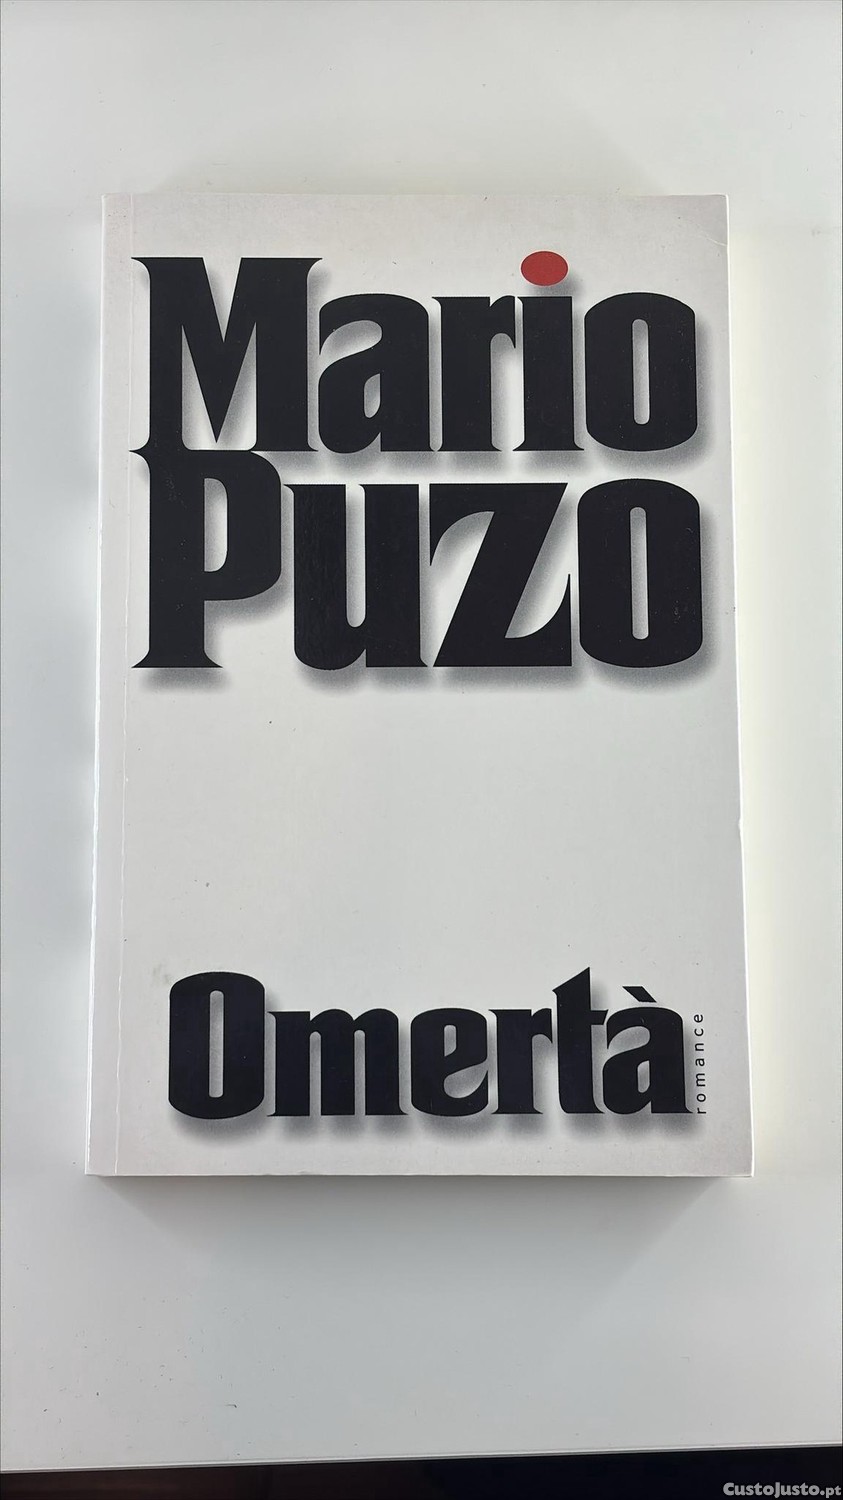 Mario
Puzo
Omertà
romance
CustoJusto.pt